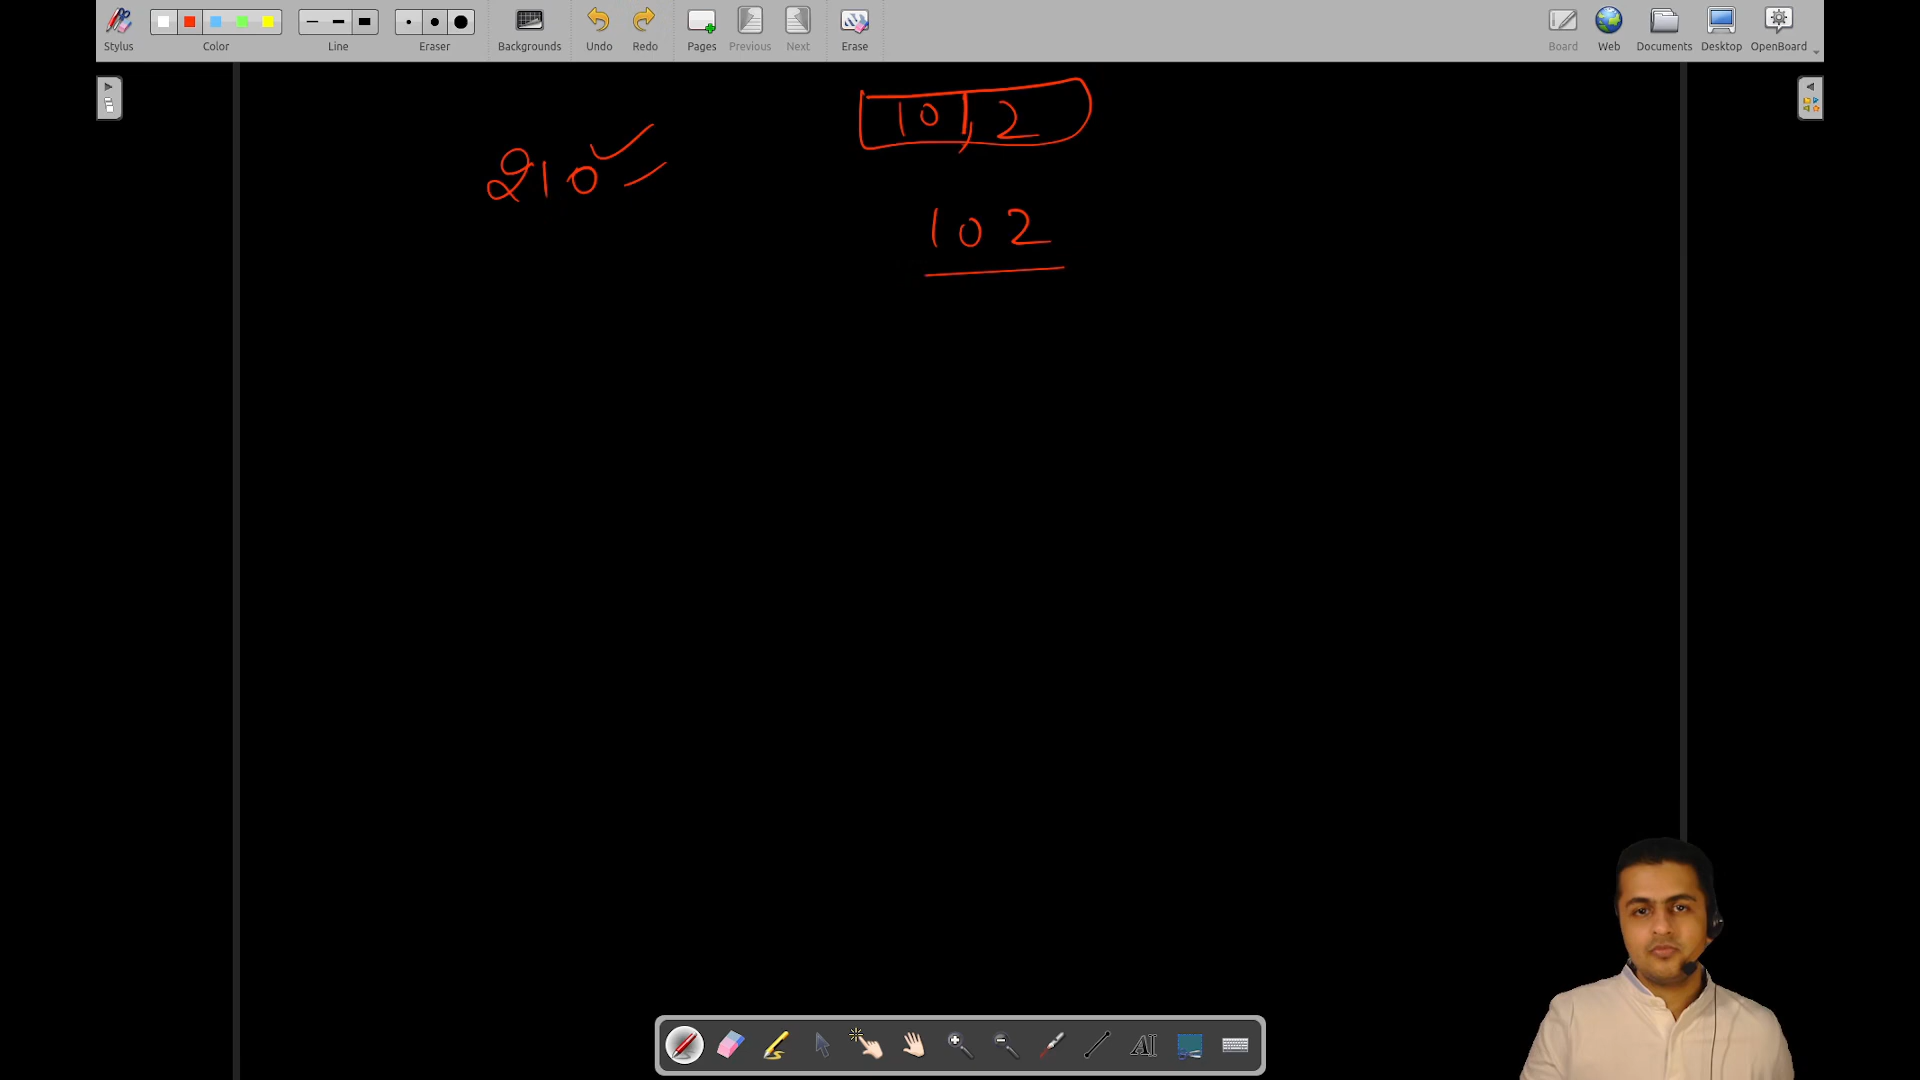 Stylus Color Line Eraser Backgrounds Undo Redo Pages Previous Next Erase Board Web Documents Desktop OpenBoard
10,2
210
102
AI